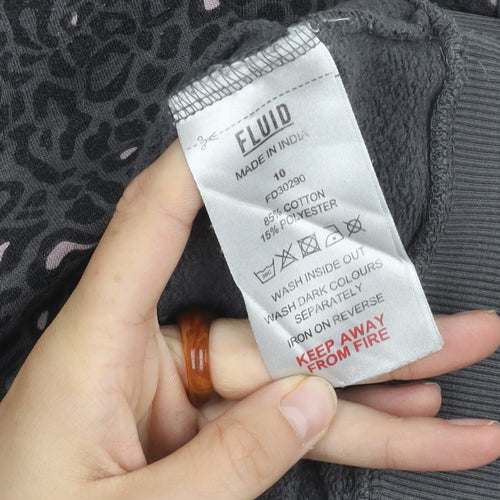 FLUID
MADE IN INDIA
10
FD30290
85% COTTON
15% POLYESTER
WASH INSIDE OUT
WASH DARK COLOURS
SEPARATELY
IRON ON REVERSE
KEEP AWAY
FROM FIRE